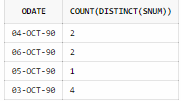 ODATE COUNT(DISTINCT(SNUM))
04-OCT-90 2
06-OCT-90 2
05-OCT-90 1
03-OCT-90 4